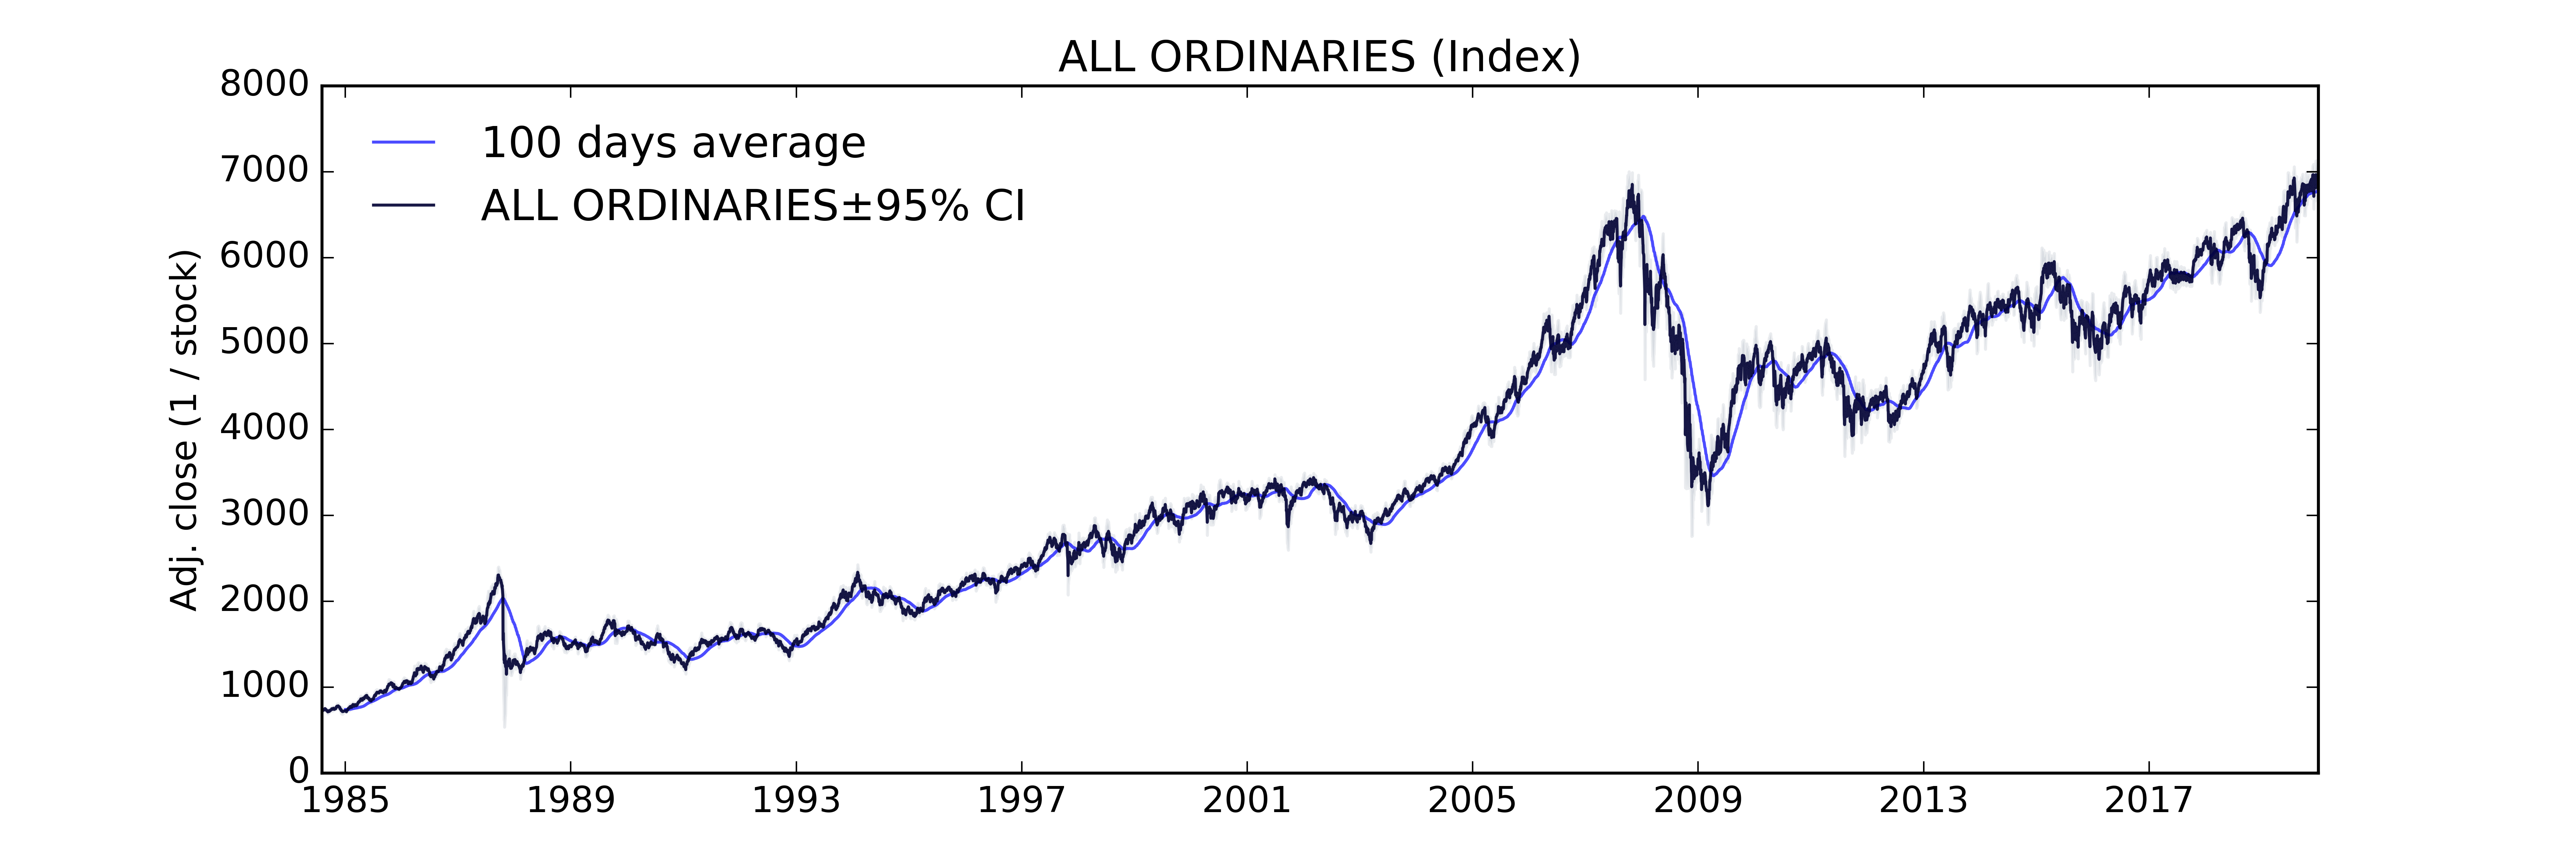 ALL ORDINARIES (Index)
8000
7000
6000
5000
4000
3000
2000
1000
0
Adj. close (1 / stock)
100 days average
ALL ORDINARIES±95% CI
1985 1989 1993 1997 2001 2005 2009 2013 2017